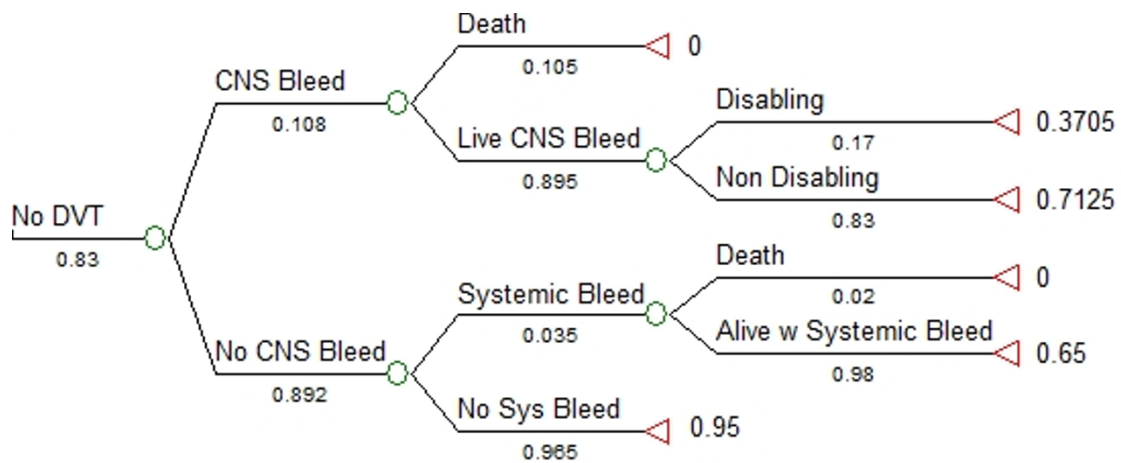 Death
0
0.105
CNS Bleed
0.108
Disabling
0.3705
0.17
Live CNS Bleed
0.895
Non Disabling
0.7125
0.83
No DVT
0.83
Death
0
0.02
Systemic Bleed
0.035
Alive w Systemic Bleed
0.65
0.98
No CNS Bleed
0.892
No Sys Bleed
0.95
0.965